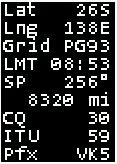 Lat 26S
Lng 138E
Grid PG93
LMT 08:53
SP 256°
8320 mi
CQ 30
ITU 59
Pfx VK5